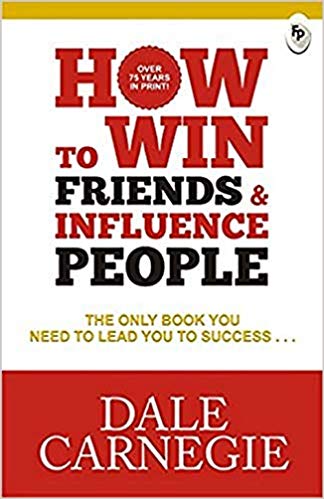 FP
HOW
OVER
75 YEARS
IN PRINT!
TO WIN
FRIENDS &
INFLUENCE
PEOPLE
THE ONLY BOOK YOU
NEED TO LEAD YOU TO SUCCESS . . .
DALE
CARNEGIE